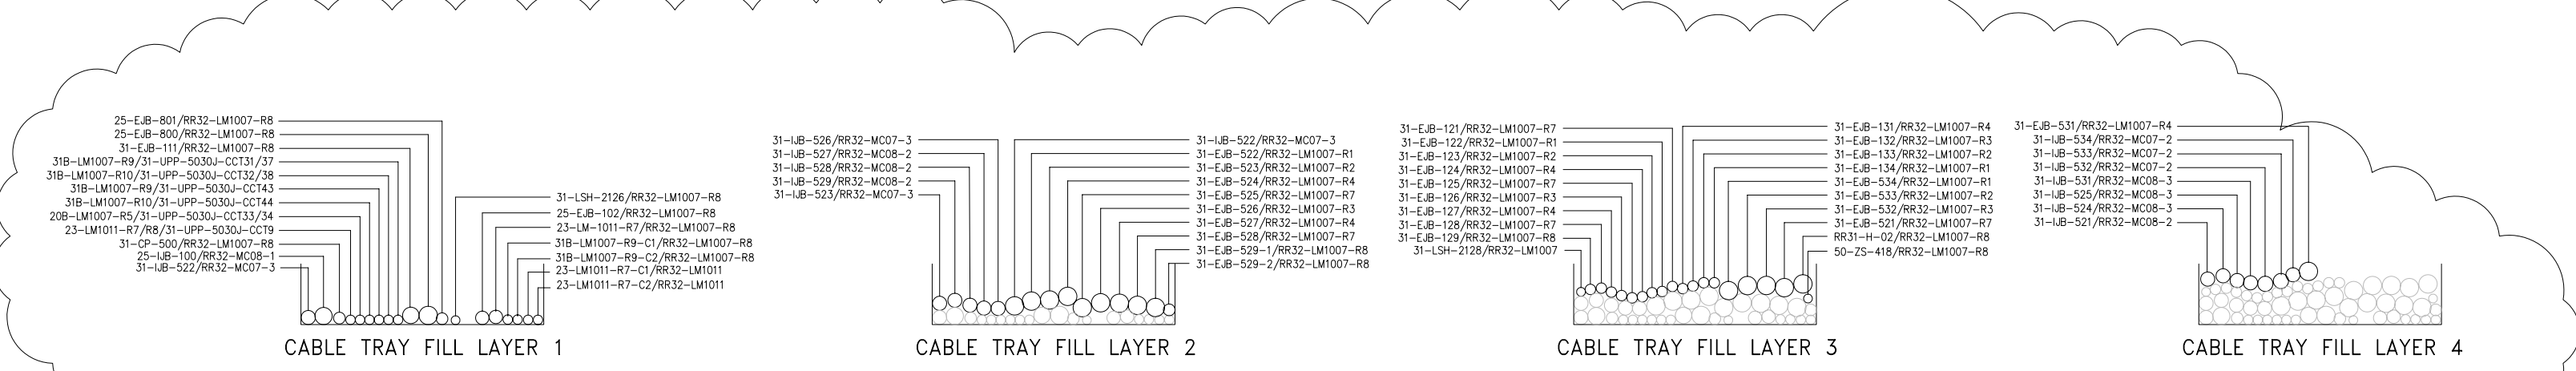 25-EJB-801/RR32-LM1007-R8
25-EJB-800/RR32-LM1007-R8
31-EJB-111/RR32-LM1007-R8
31B-LM1007-R9/31-UPP-5030J-CCT31/37
31B-LM1007-R10/31-UPP-5030J-CCT32/38
31B-LM1007-R9/31-UPP-5030J-CCT43
31B-LM1007-R10/31-UPP-5030J-CCT44
20B-LM1007-R5/31-UPP-5030J-CCT33/34
23-LM1011-R7/R8/31-UPP-5030J-CCT9
31-CP-500/RR32-LM1007-R8
25-IJB-100/RR32-MC08-1
31-IJB-522/RR32-MC07-3
31-LSH-2126/RR32-LM1007-R8
25-EJB-102/RR32-LM1007-R8
23-LM-1011-R7/RR32-LM1007-R8
31B-LM1007-R9-C1/RR32-LM1007-R8
31B-LM1007-R9-C2/RR32-LM1007-R8
23-LM1011-R7-C1/RR32-LM1011
23-LM1011-R7-C2/RR32-LM1011
CABLE TRAY FILL LAYER 1
31-IJB-526/RR32-MC07-3
31-IJB-527/RR32-MC08-2
31-IJB-528/RR32-MC08-2
31-IJB-529/RR32-MC08-2
31-IJB-523/RR32-MC07-3
31-IJB-522/RR32-MC07-3
31-EJB-522/RR32-LM1007-R1
31-EJB-523/RR32-LM1007-R2
31-EJB-524/RR32-LM1007-R4
31-EJB-525/RR32-LM1007-R7
31-EJB-526/RR32-LM1007-R3
31-EJB-527/RR32-LM1007-R4
31-EJB-528/RR32-LM1007-R7
31-EJB-529-1/RR32-LM1007-R8
31-EJB-529-2/RR32-LM1007-R8
CABLE TRAY FILL LAYER 2
31-EJB-121/RR32-LM1007-R7
31-EJB-122/RR32-LM1007-R1
31-EJB-123/RR32-LM1007-R2
31-EJB-124/RR32-LM1007-R4
31-EJB-125/RR32-LM1007-R7
31-EJB-126/RR32-LM1007-R3
31-EJB-127/RR32-LM1007-R4
31-EJB-128/RR32-LM1007-R7
31-EJB-129/RR32-LM1007-R8
31-LSH-2128/RR32-LM1007
31-EJB-131/RR32-LM1007-R4
31-EJB-132/RR32-LM1007-R3
31-EJB-133/RR32-LM1007-R2
31-EJB-134/RR32-LM1007-R1
31-EJB-534/RR32-LM1007-R1
31-EJB-533/RR32-LM1007-R2
31-EJB-532/RR32-LM1007-R3
31-EJB-521/RR32-LM1007-R7
RR31-H-02/RR32-LM1007-R8
50-ZS-418/RR32-LM1007-R8
CABLE TRAY FILL LAYER 3
31-EJB-531/RR32-LM1007-R4
31-IJB-534/RR32-MC07-2
31-IJB-533/RR32-MC07-2
31-IJB-532/RR32-MC07-2
31-IJB-531/RR32-MC08-3
31-IJB-525/RR32-MC08-3
31-IJB-524/RR32-MC08-3
31-IJB-521/RR32-MC08-2
CABLE TRAY FILL LAYER 4